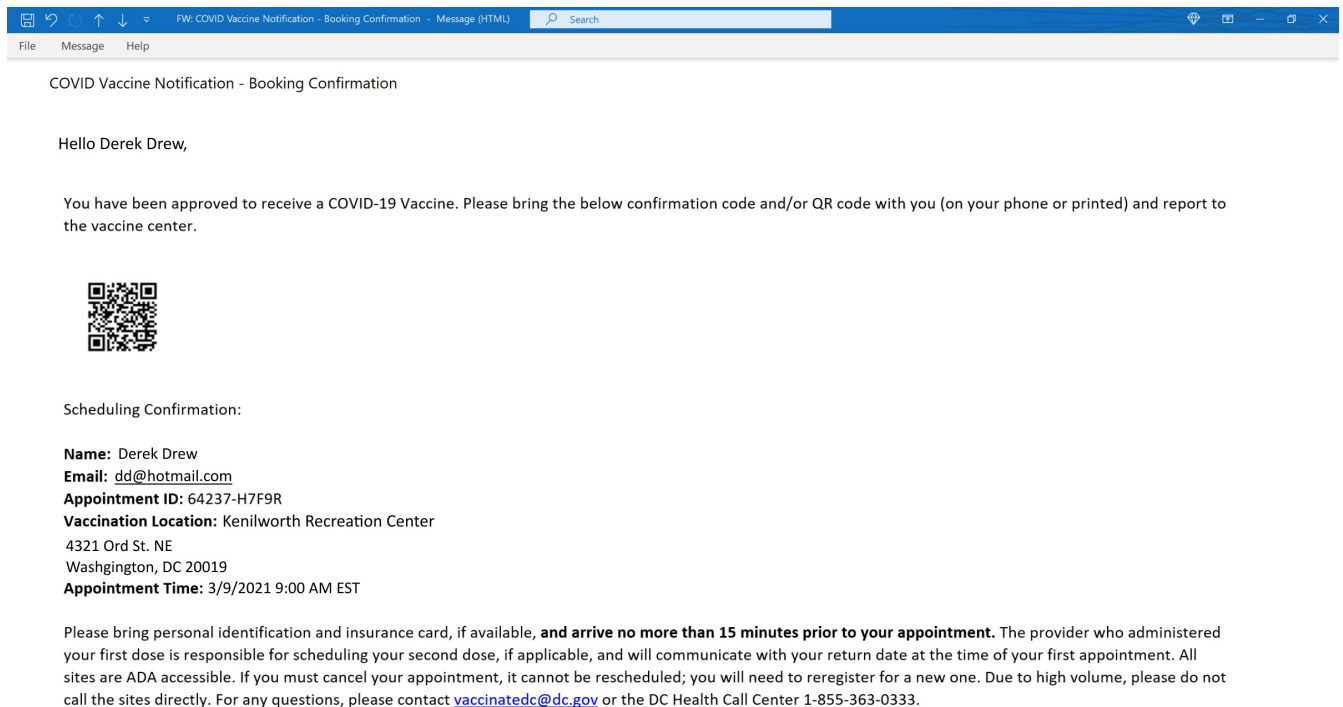 FW: COVID Vaccine Notification - Booking Confirmation - Message (HTML)
Search
File Message Help
COVID Vaccine Notification - Booking Confirmation
Hello Derek Drew,
You have been approved to receive a COVID-19 Vaccine. Please bring the below confirmation code and/or QR code with you (on your phone or printed) and report to
the vaccine center.
Scheduling Confirmation:
Name: Derek Drew
Email: dd@hotmail.com
Appointment ID: 64237-H7F9R
Vaccination Location: Kenilworth Recreation Center
4321 Ord St. NE
Washgington, DC 20019
Appointment Time: 3/9/2021 9:00 AM EST
Please bring personal identification and insurance card, if available, and arrive no more than 15 minutes prior to your appointment. The provider who administered
your first dose is responsible for scheduling your second dose, if applicable, and will communicate with your return date at the time of your first appointment. All
sites are ADA accessible. If you must cancel your appointment, it cannot be rescheduled; you will need to reregister for a new one. Due to high volume, please do not
call the sites directly. For any questions, please contact vaccinatedc@dc.gov or the DC Health Call Center 1-855-363-0333.